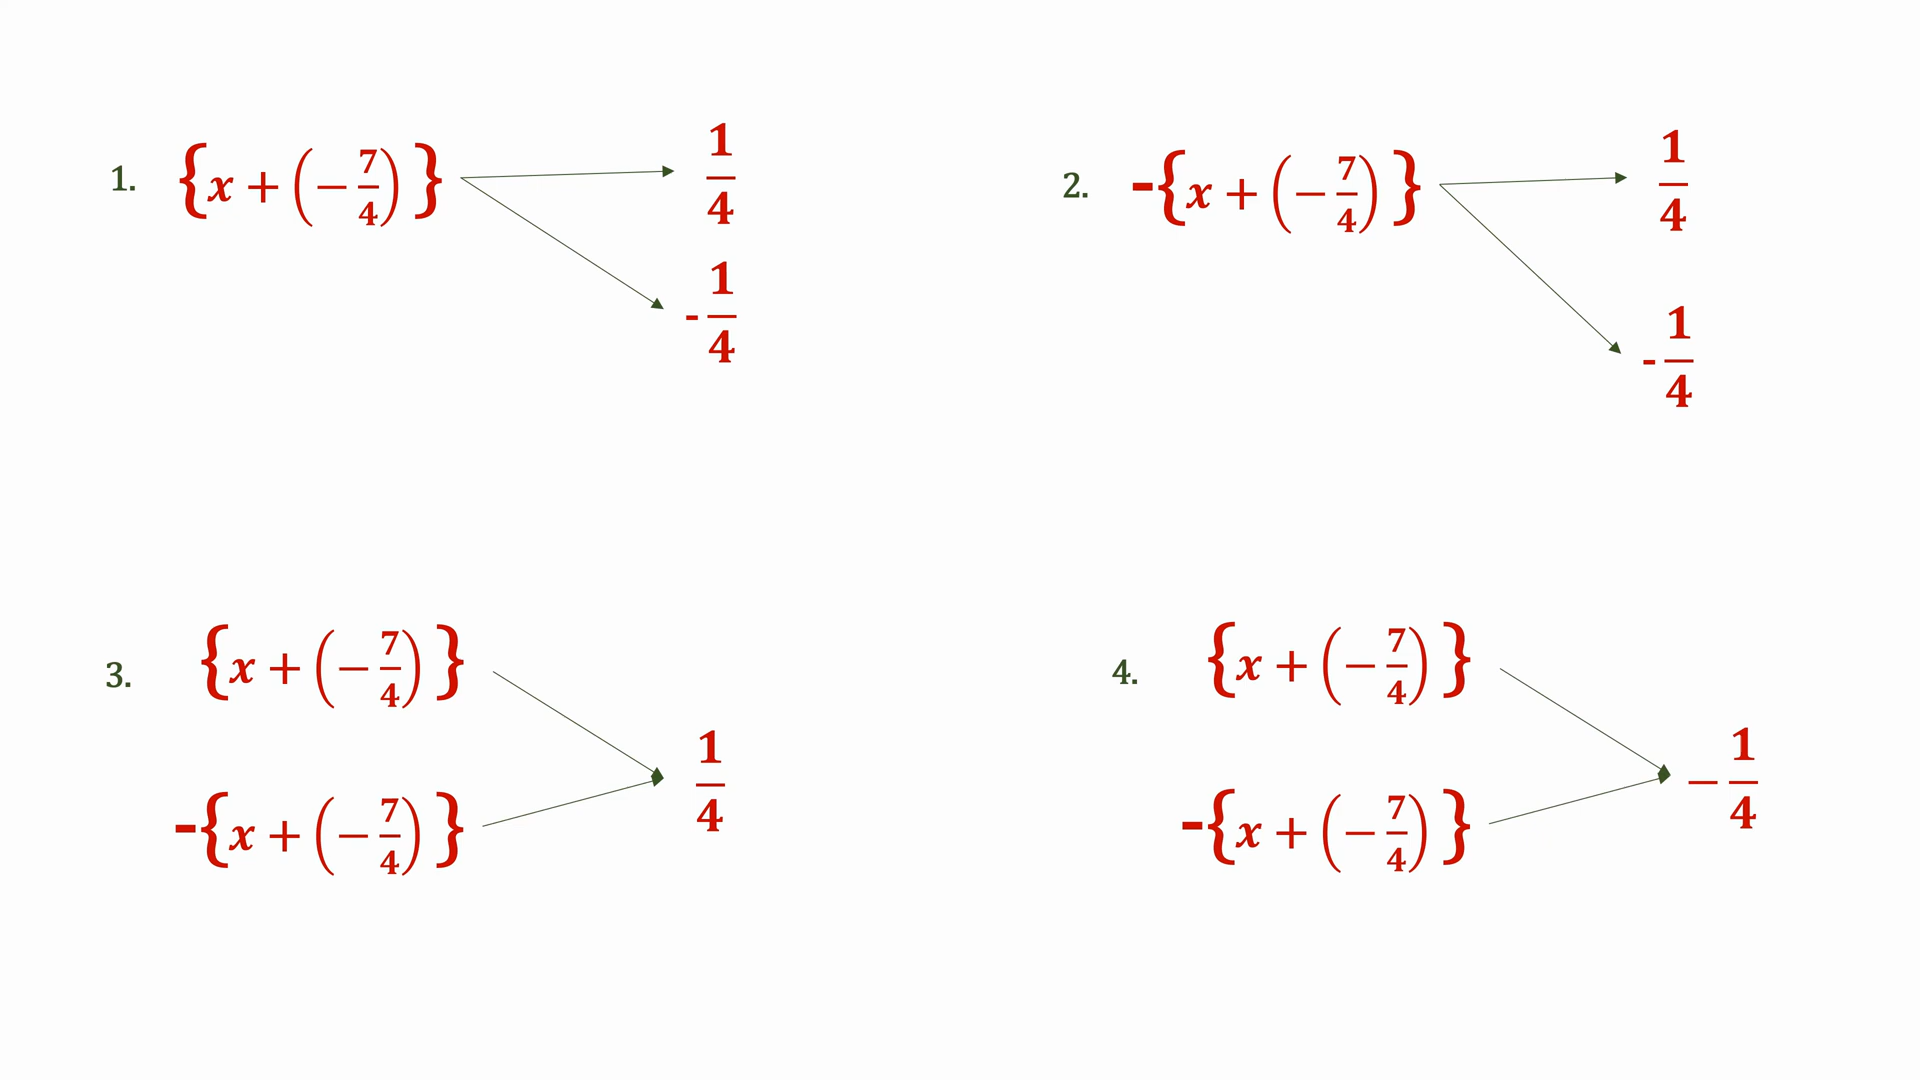 1. {x + (− 7/4)} 1/4
- 1/4
2. -{x + (− 7/4)} 1/4
- 1/4
3. {x + (− 7/4)}
-{x + (− 7/4)} 1/4
4. {x + (− 7/4)}
-{x + (− 7/4)} − 1/4